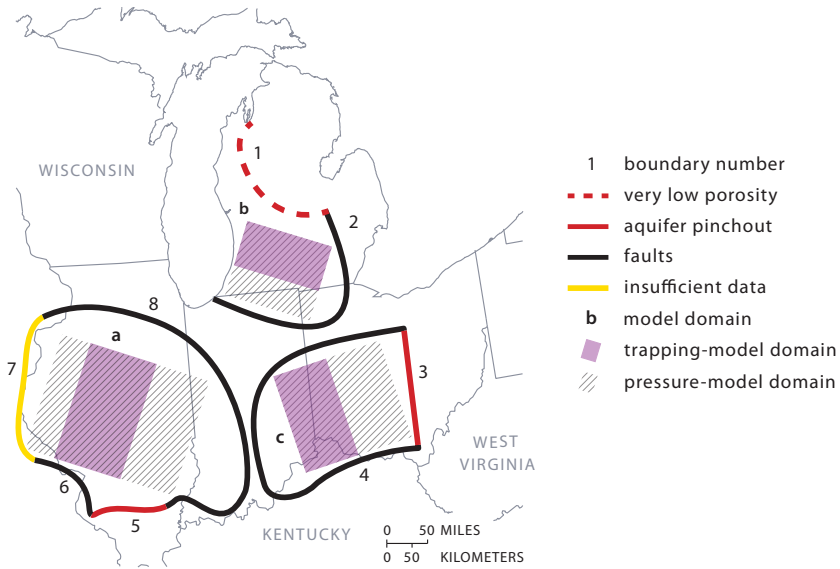 WISCONSIN
1
b
2
8
a
7
3
c
WEST
VIRGINIA
4
6
5
KENTUCKY
0 50 MILES
0 50 KILOMETERS
1 boundary number
very low porosity
aquifer pinchout
faults
insufficient data
b model domain
trapping-model domain
pressure-model domain